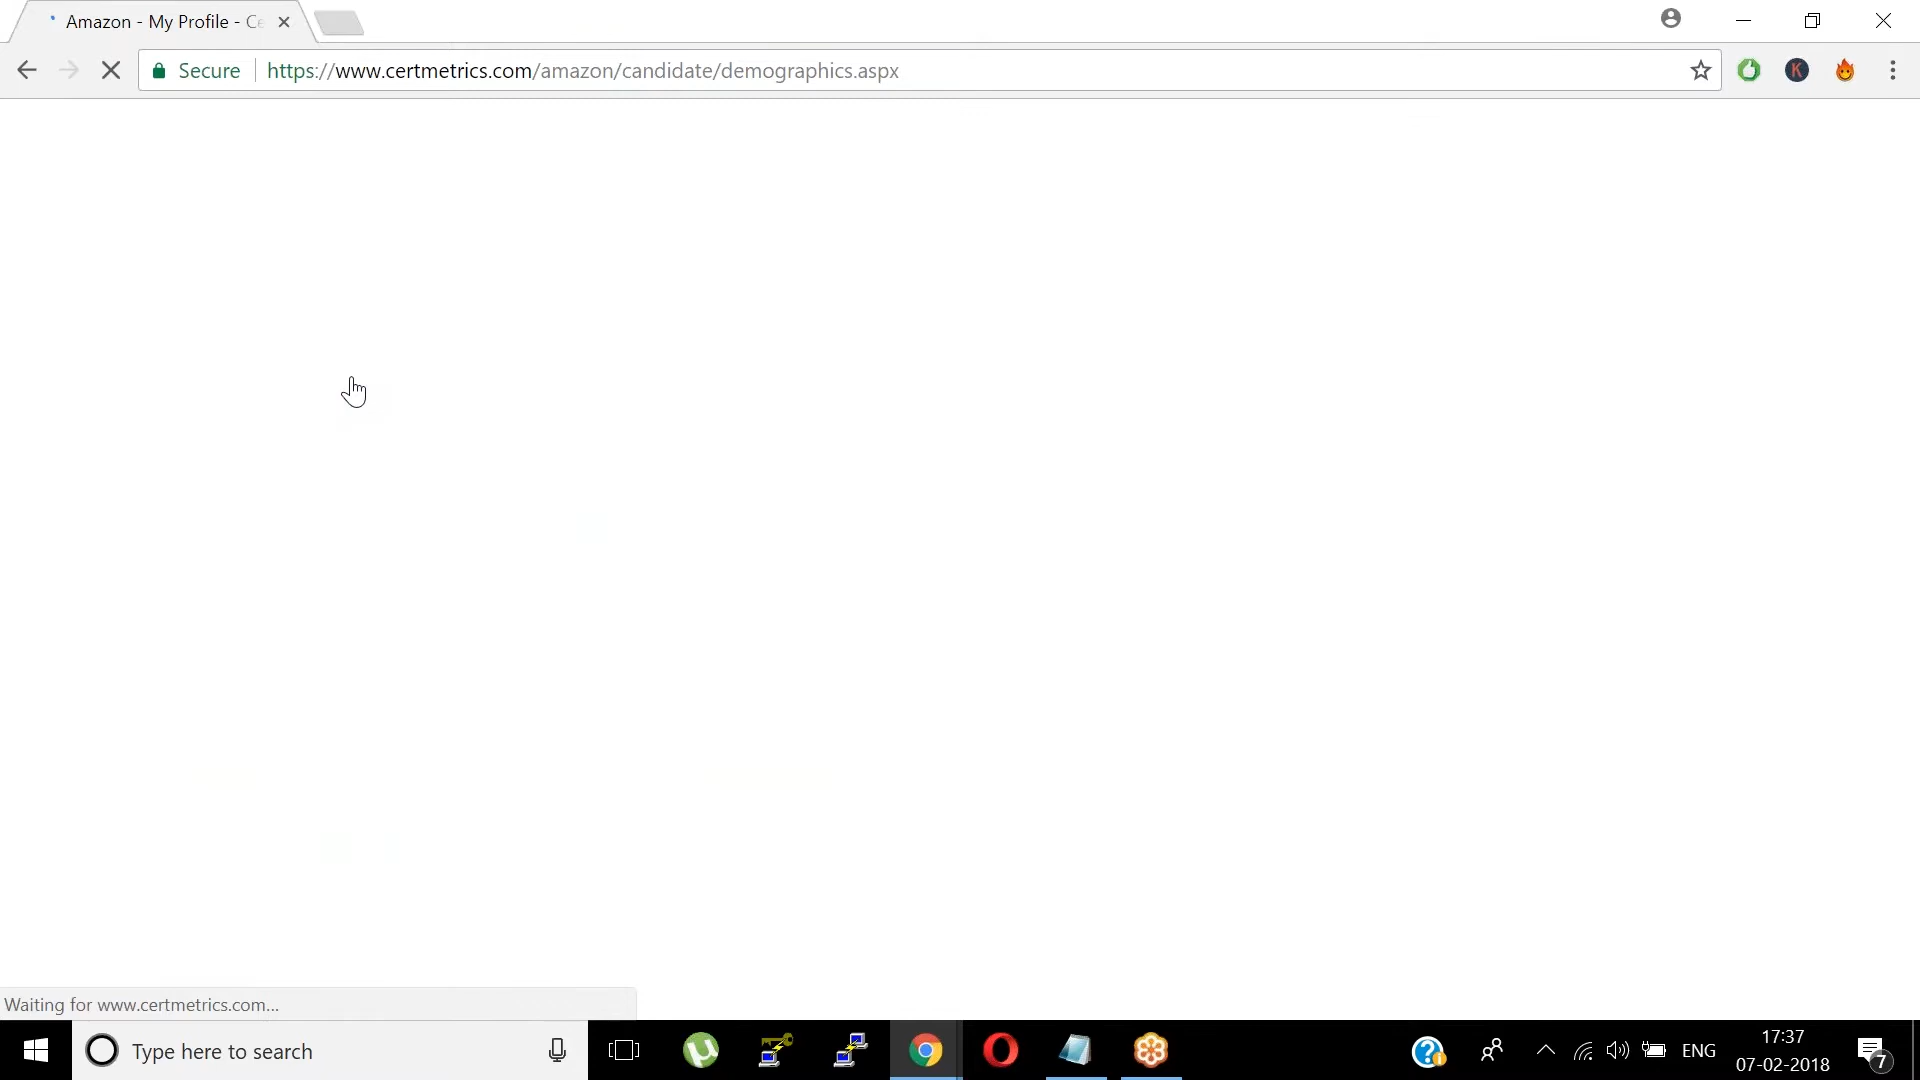 Amazon - My Profile - Ce
Secure https://www.certmetrics.com/amazon/candidate/demographics.aspx
K
Waiting for www.certmetrics.com...
Type here to search
ENG
17:37
07-02-2018
7